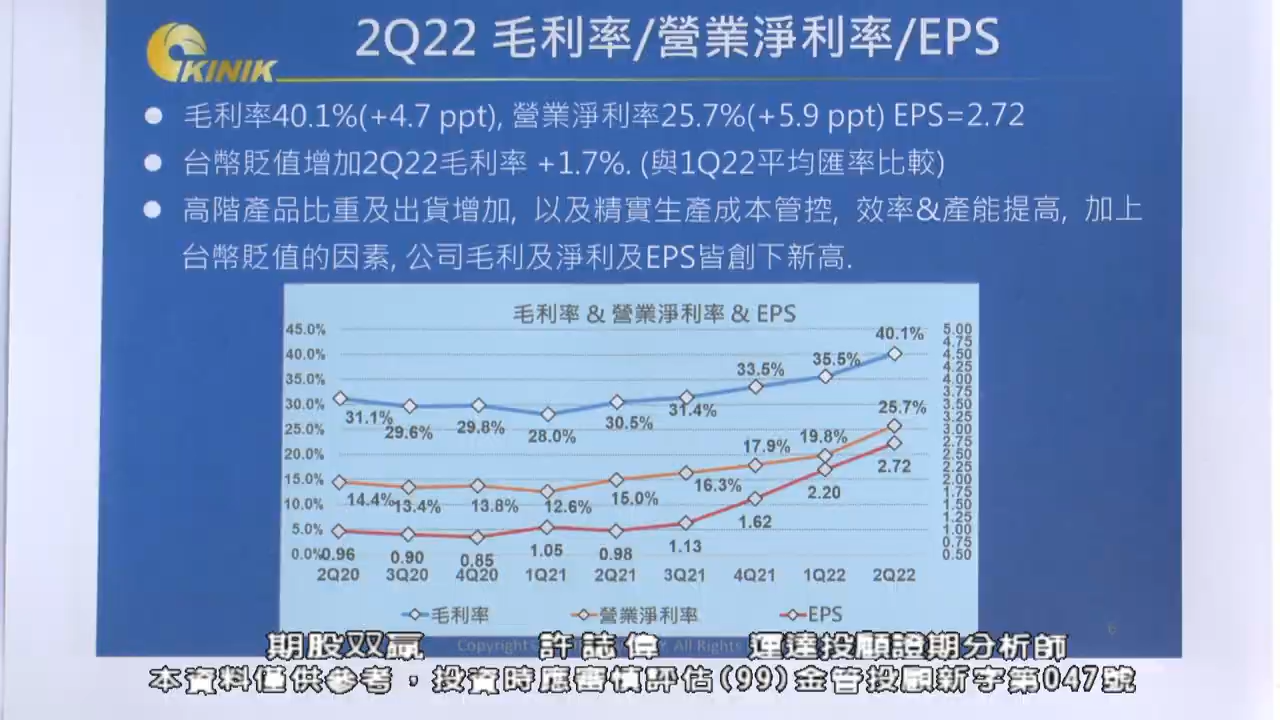 KINIK
2Q22 毛利率/營業淨利率/EPS
毛利率40.1%(+4.7 ppt), 營業淨利率25.7%(+5.9 ppt) EPS=2.72
台幣貶值增加2Q22毛利率 +1.7%. (與1Q22平均匯率比較)
高階產品比重及出貨增加, 以及精實生產成本管控, 效率&產能提高, 加上
台幣貶值的因素, 公司毛利及淨利及EPS皆創下新高.
毛利率 & 營業淨利率 & EPS
45.0% 5.00
4.75
40.0% 4.50
4.25
35.0% 4.00
3.75
30.0% 3.50
3.25
25.0% 3.00
2.75
20.0% 2.50
2.25
15.0% 2.00
1.75
10.0% 1.50
1.25
5.0% 1.00
0.75
0.0% 0.50
31.1% 29.6% 29.8% 28.0% 30.5% 31.4% 33.5% 35.5% 40.1%
14.4% 13.4% 13.8% 12.6% 15.0% 16.3% 17.9% 19.8% 25.7%
0.96 0.90 0.85 1.05 0.98 1.13 1.62 2.20 2.72
2Q20 3Q20 4Q20 1Q21 2Q21 3Q21 4Q21 1Q22 2Q22
毛利率 營業淨利率 EPS
Copyright All Rights
6
期股双贏 許誌偉 運達投顧證期分析師
本資料僅供參考，投資時應審慎評估(99)金管投顧新字第047號